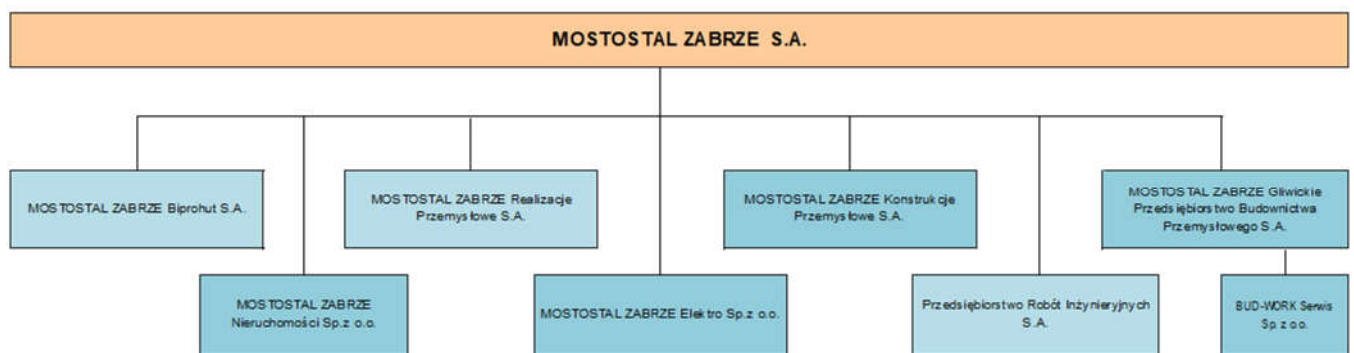 MOSTOSTAL ZABRZE S.A.
MOSTOSTAL ZABRZE Biprohut S.A.
MOSTOSTAL ZABRZE Realizacje
Przemysłowe S.A.
MOSTOSTAL ZABRZE Konstrukcje
Przemysłowe S.A.
MOSTOSTAL ZABRZE Gliwickie
Przedsiębiorstwo Budownictwa
Przemysłowego S.A.
MOSTOSTAL ZABRZE
Nieruchomości Sp.z o.o.
MOSTOSTAL ZABRZE Elektro Sp.z o.o.
Przedsiębiorstwo Robót Inżynieryjnych
S.A.
BUD-WORK Serwis
Sp. z o.o.